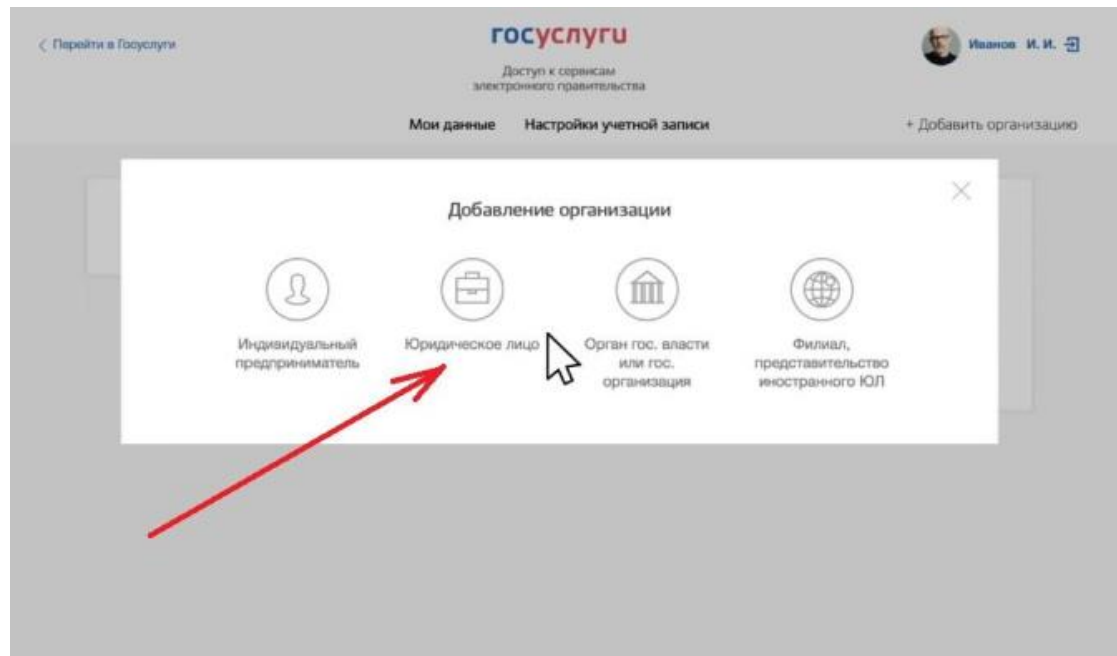 Перейти в Госуслуги
госуслуги
Иванов И. И.
Доступ к сервисам
электронного правительства
Мои данные Настройки учетной записи
+ Добавить организацию
Добавление организации
Индивидуальный
предприниматель
Юридическое лицо
Орган гос. власти
или гос.
организация
Филиал,
представительство
иностранного ЮЛ